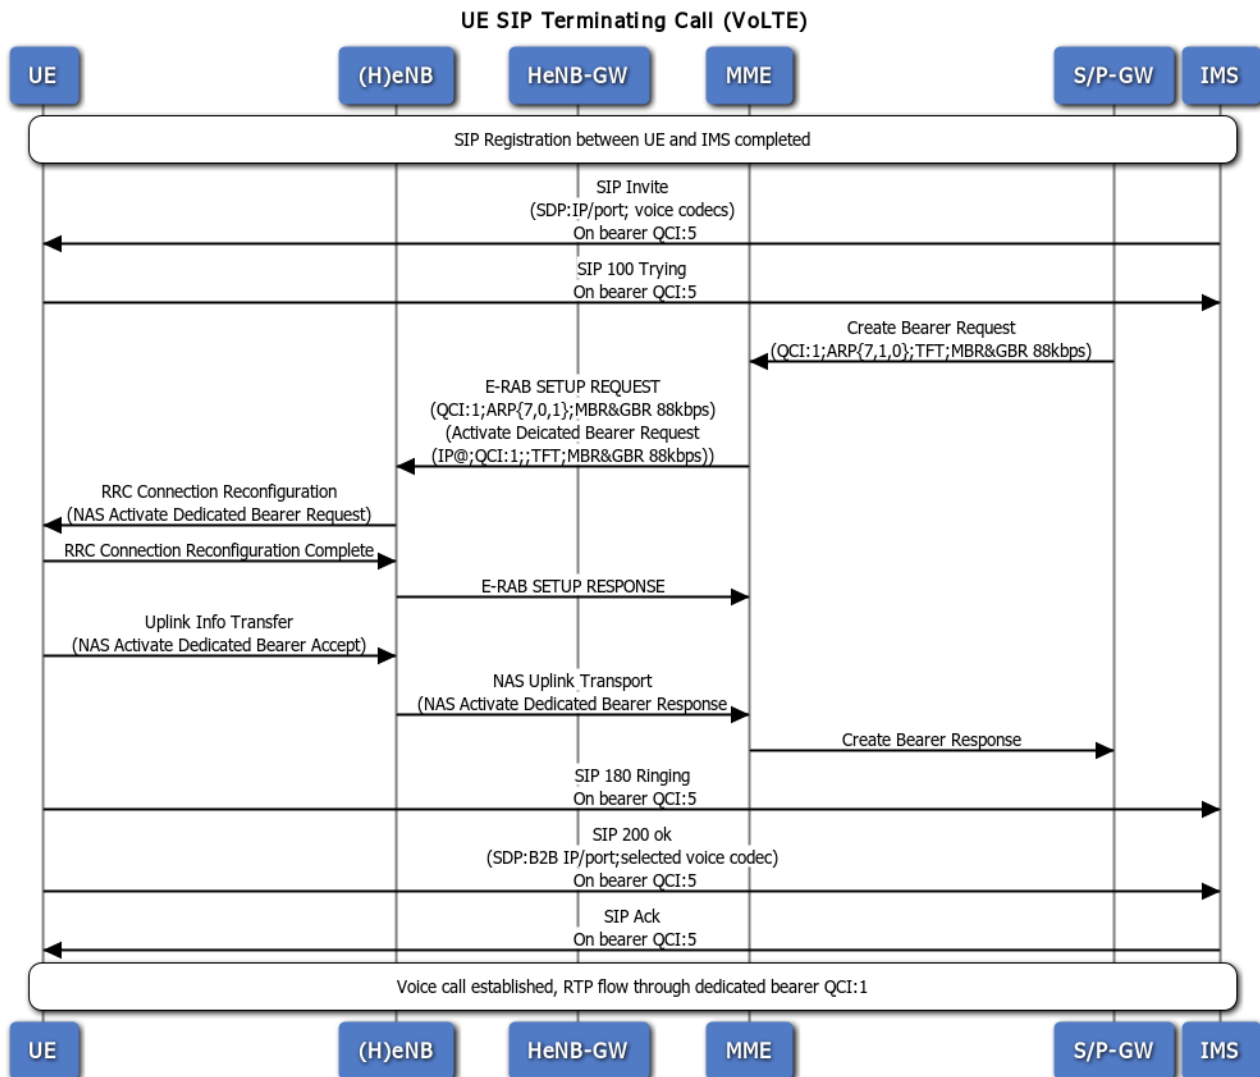 UE SIP Terminating Call (VoLTE)
UE
(H)eNB
HeNB-GW
MME
S/P-GW
IMS
SIP Registration between UE and IMS completed
SIP Invite
(SDP:IP/port; voice codecs)
On bearer QCI:5
SIP 100 Trying
On bearer QCI:5
Create Bearer Request
(QCI:1;ARP{7,1,0};TFT;MBR&GBR 88kbps)
E-RAB SETUP REQUEST
(QCI:1;ARP{7,0,1};MBR&GBR 88kbps)
(Activate Deicated Bearer Request
(IP@;QCI:1;;TFT;MBR&GBR 88kbps))
RRC Connection Reconfiguration
(NAS Activate Dedicated Bearer Request)
RRC Connection Reconfiguration Complete
E-RAB SETUP RESPONSE
Uplink Info Transfer
(NAS Activate Dedicated Bearer Accept)
NAS Uplink Transport
(NAS Activate Dedicated Bearer Response
Create Bearer Response
SIP 180 Ringing
On bearer QCI:5
SIP 200 ok
(SDP:B2B IP/port;selected voice codec)
On bearer QCI:5
SIP Ack
On bearer QCI:5
Voice call established, RTP flow through dedicated bearer QCI:1
UE
(H)eNB
HeNB-GW
MME
S/P-GW
IMS